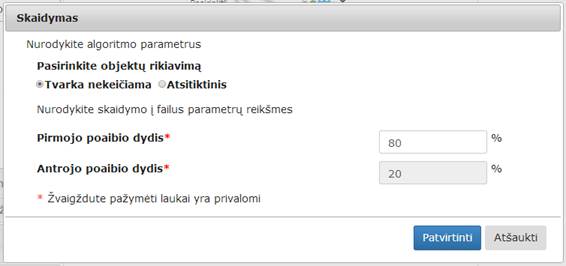 Skaidymas
Nurodykite algoritmo parametrus
Pasirinkite objektų rikiavimą
Tvarka nekeičiama Atsitiktinis
Nurodykite skaidymo į failus parametrų reikšmes
Pirmojo poaibio dydis* 80 %
Antrojo poaibio dydis* 20 %
* Žvaigždute pažymėti laukai yra privalomi
Patvirtinti Atšaukti